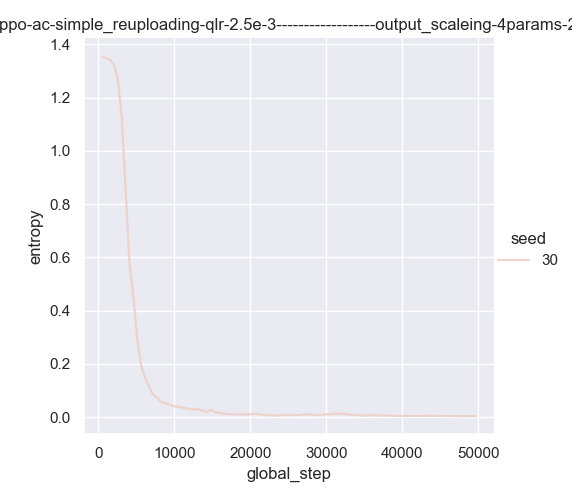 ppo-ac-simple_reuploading-qlr-2.5e-3------------------output_scaleing-4params-2
1.4
1.2
1.0
0.8
0.6
0.4
0.2
0.0
entropy
0 10000 20000 30000 40000 50000
global_step
seed
30